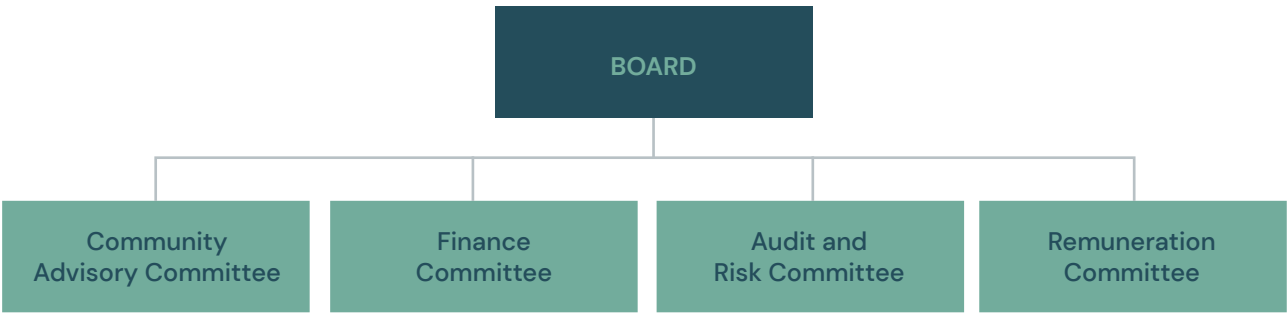 BOARD
Community
Advisory Committee
Finance
Committee
Audit and
Risk Committee
Remuneration
Committee